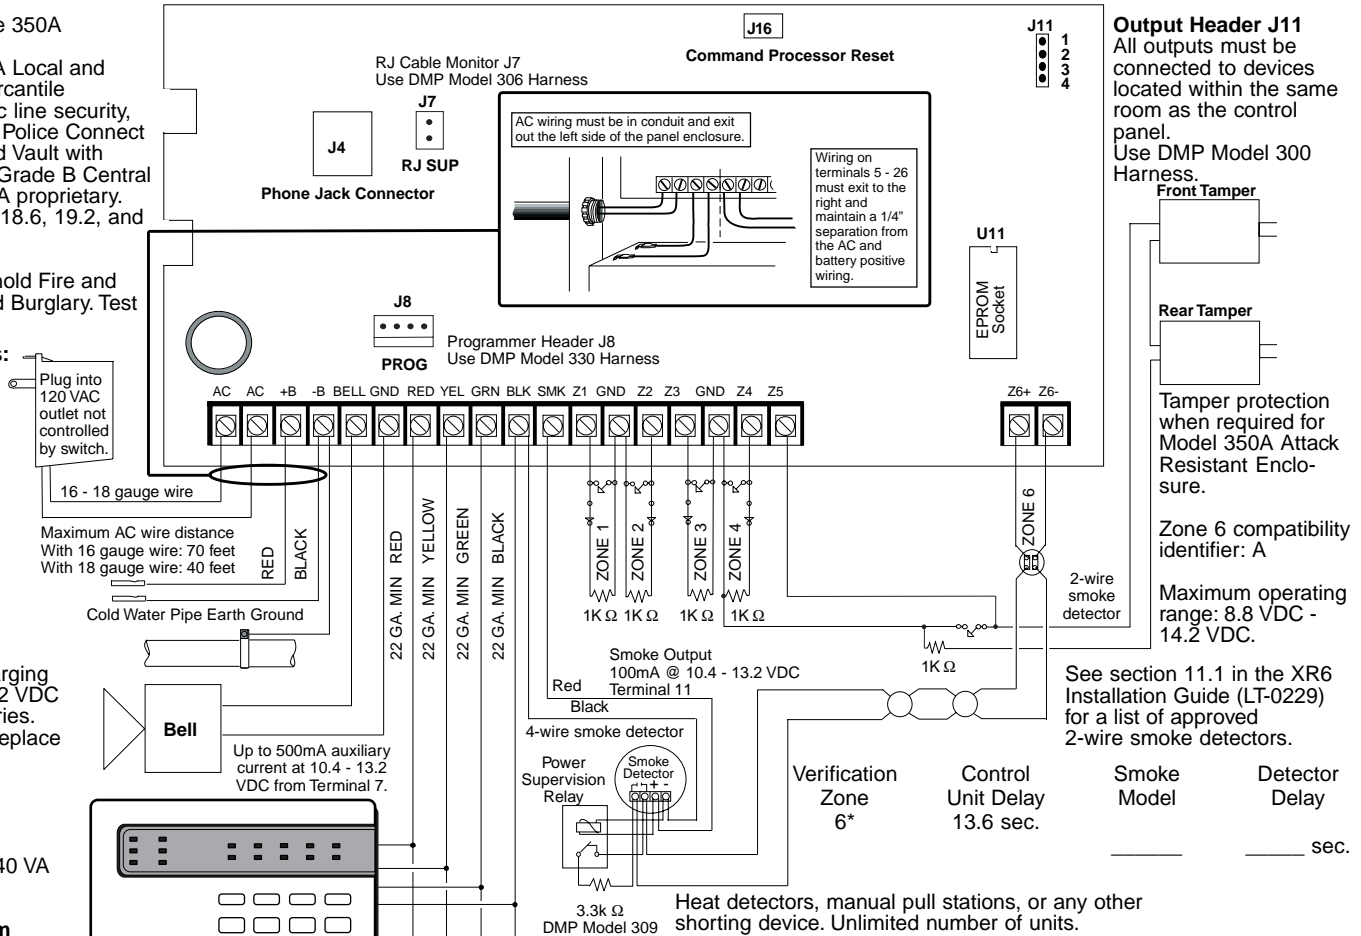 e 350A
A Local and
rcantile
c line security,
Police Connect
d Vault with
Grade B Central
A proprietary.
18.6, 19.2, and
hold Fire and
d Burglary. Test
s:
RJ Cable Monitor J7
Use DMP Model 306 Harness
J7
RJ SUP
J4
Phone Jack Connector
J16
Command Processor Reset
J11
1
2
3
4
Output Header J11
All outputs must be
connected to devices
located within the same
room as the control
panel.
Use DMP Model 300
Harness.
AC wiring must be in conduit and exit
out the left side of the panel enclosure.
Wiring on
terminals 5 - 26
must exit to the
right and
maintain a 1/4"
separation from
the AC and
battery positive
wiring.
Front Tamper
U11
EPROM
Socket
Rear Tamper
J8
PROG
Programmer Header J8
Use DMP Model 330 Harness
Plug into
120 VAC
outlet not
controlled
by switch.
AC AC +B -B BELL GND RED YEL GRN BLK SMK Z1 GND Z2 Z3 GND Z4 Z5 Z6+ Z6-
Tamper protection
when required for
Model 350A Attack
Resistant Enclo-
sure.
Zone 6 compatibility
identifier: A
Maximum operating
range: 8.8 VDC -
14.2 VDC.
16 - 18 gauge wire
Maximum AC wire distance
With 16 gauge wire: 70 feet
With 18 gauge wire: 40 feet
RED
BLACK
22 GA. MIN RED
22 GA. MIN YELLOW
22 GA. MIN GREEN
22 GA. MIN BLACK
ZONE 1
ZONE 2
ZONE 3
ZONE 4
ZONE 6
1K Ω 1K Ω 1K Ω 1K Ω
2-wire
smoke
detector
1K Ω
Cold Water Pipe Earth Ground
Smoke Output
100mA @ 10.4 - 13.2 VDC
Terminal 11
Red
Black
4-wire smoke detector
See section 11.1 in the XR6
Installation Guide (LT-0229)
for a list of approved
2-wire smoke detectors.
rging
2 VDC
ries.
eplace
Bell
Up to 500mA auxiliary
current at 10.4 - 13.2
VDC from Terminal 7.
Power
Supervision
Relay
Smoke
Detector
+ -
Verification
Zone
6*
Control
Unit Delay
13.6 sec.
Smoke
Model
______
Detector
Delay
_____ sec.
40 VA
m
3.3k Ω
DMP Model 309
Heat detectors, manual pull stations, or any other
shorting device. Unlimited number of units.